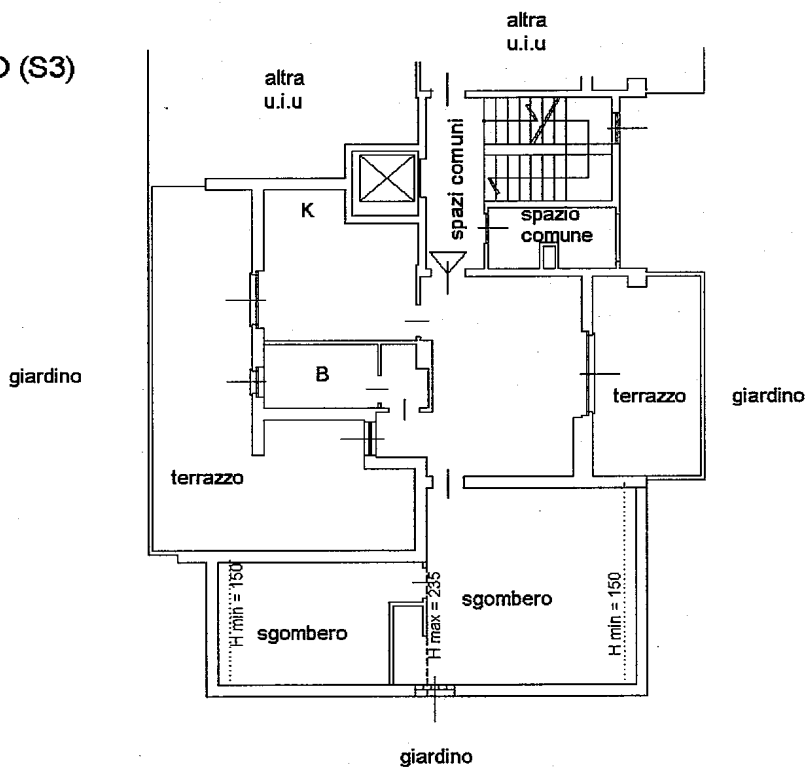 altra
u.i.u
O (S3)
altra
u.i.u
spazi comuni
K
spazio
comune
giardino
B
terrazzo
giardino
terrazzo
H min = 150
sgombero
H max = 235
sgombero
H min = 150
giardino